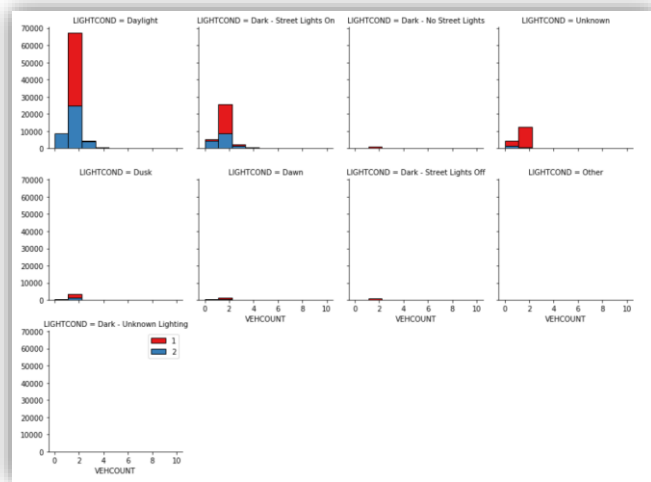 LIGHTCOND = Daylight
LIGHTCOND = Dark - Street Lights On
LIGHTCOND = Dark - No Street Lights
LIGHTCOND = Unknown
70000
60000
50000
40000
30000
20000
10000
0
LIGHTCOND = Dusk
LIGHTCOND = Dawn
LIGHTCOND = Dark - Street Lights Off
LIGHTCOND = Other
70000
60000
50000
40000
30000
20000
10000
0
0 2 4 6 8 10
0 2 4 6 8 10
0 2 4 6 8 10
VEHCOUNT
VEHCOUNT
VEHCOUNT
LIGHTCOND = Dark - Unknown Lighting
1
2
70000
60000
50000
40000
30000
20000
10000
0
0 2 4 6 8 10
VEHCOUNT